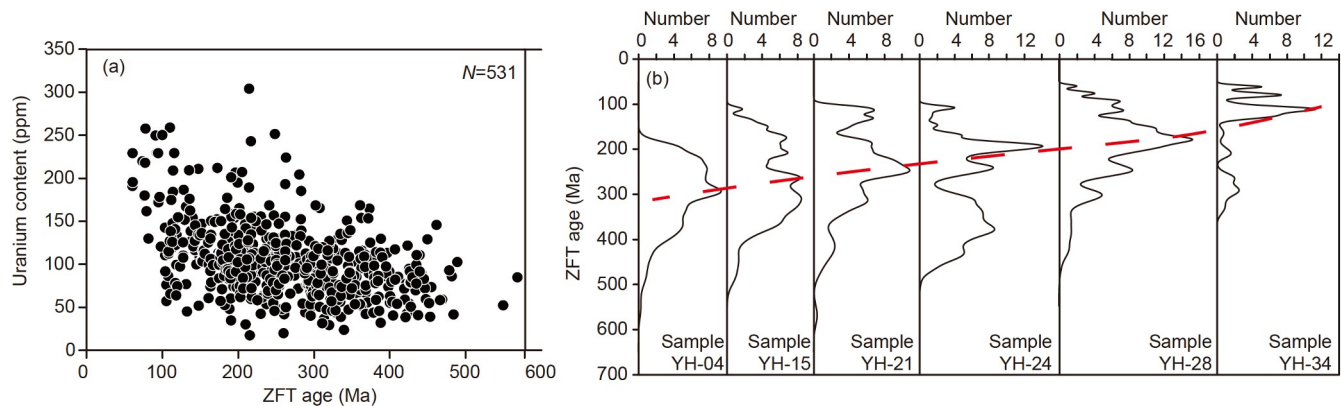 (a)
N=531
Uranium content (ppm)
350
300
250
200
150
100
50
0
0 100 200 300 400 500 600
ZFT age (Ma)
(b)
Number Number Number Number Number Number
0 4 8 0 4 8 0 4 8 0 4 8 12 0 4 8 12 16 0 4 8 12
ZFT age (Ma)
0
100
200
300
400
500
600
700
Sample
YH-04
Sample
YH-15
Sample
YH-21
Sample
YH-24
Sample
YH-28
Sample
YH-34